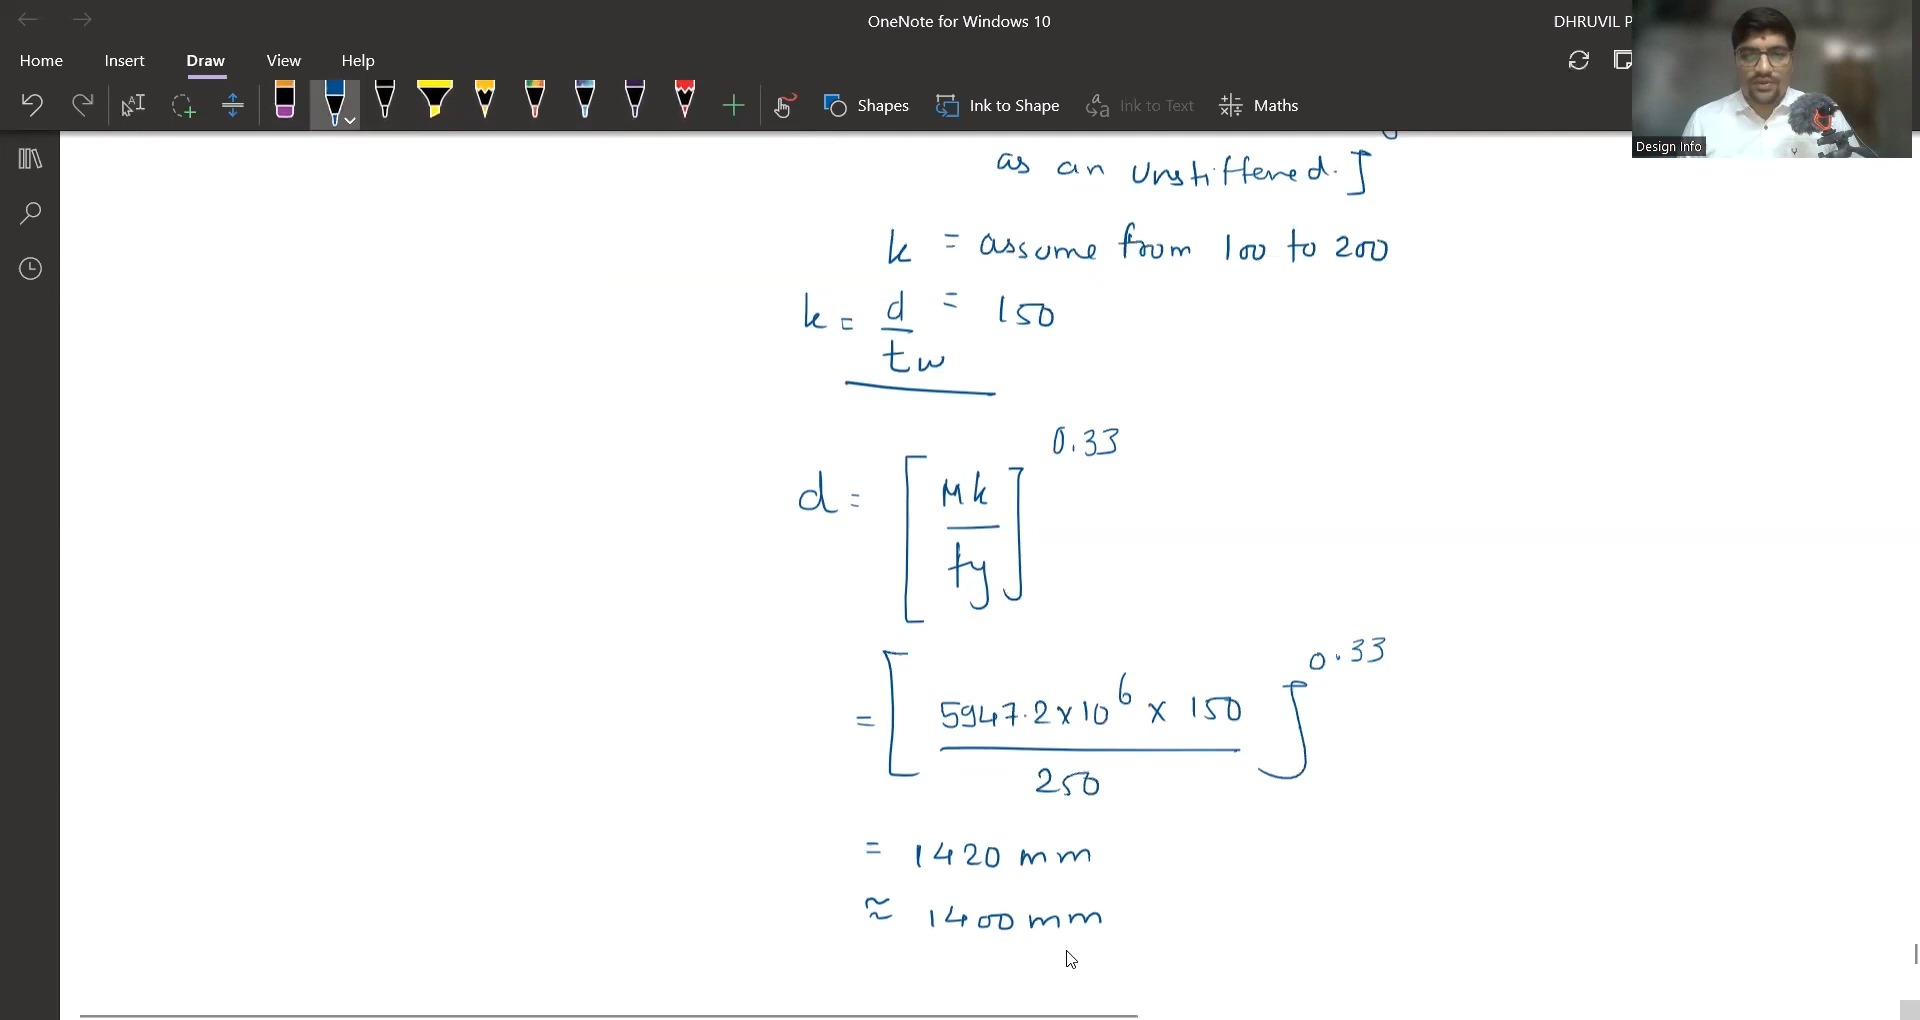 OneNote for Windows 10
DHRUVIL P
Home Insert Draw View Help
Shapes Ink to Shape Ink to Text Maths
Design Info
as an unstiffened.]
k = assume from 100 to 200
k = d/tw = 150
d = [Mk/fy]^0.33
= [5947.2 x 10^6 x 150 / 250]^0.33
= 1420 mm
≈ 1400 mm